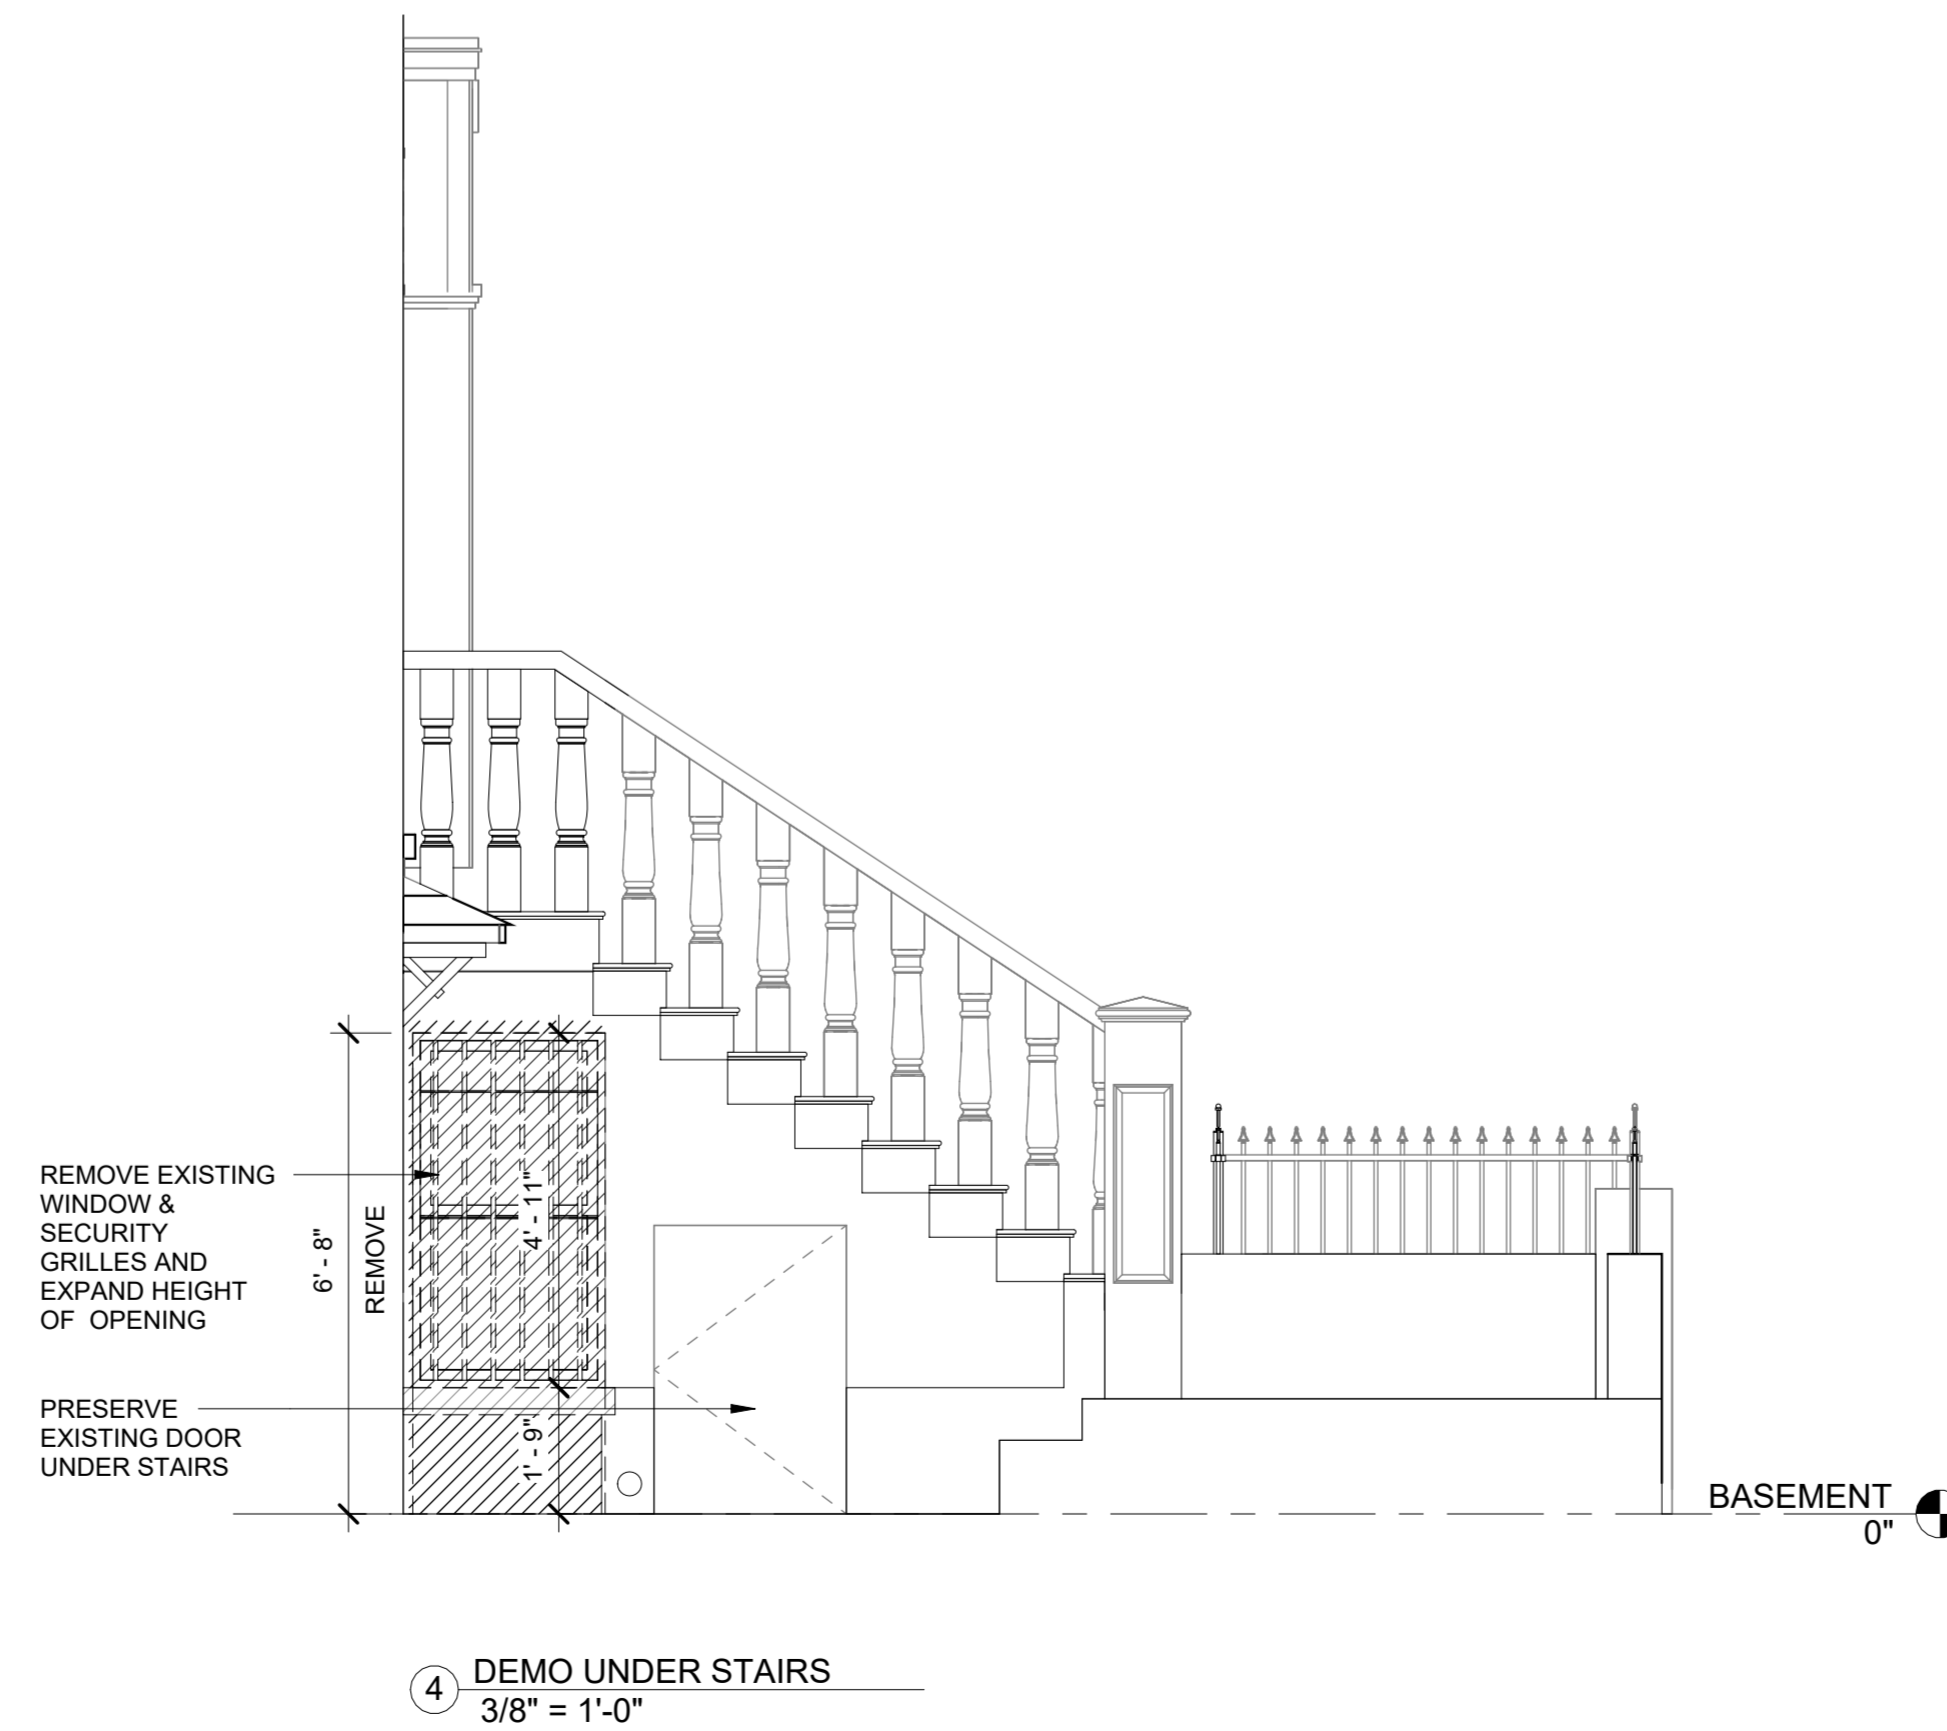 REMOVE EXISTING
WINDOW &
SECURITY
GRILLES AND
EXPAND HEIGHT
OF OPENING
6' - 8"
REMOVE
4' - 11"
PRESERVE
EXISTING DOOR
UNDER STAIRS
1' - 9"
BASEMENT
0"
4
DEMO UNDER STAIRS
3/8" = 1'-0"